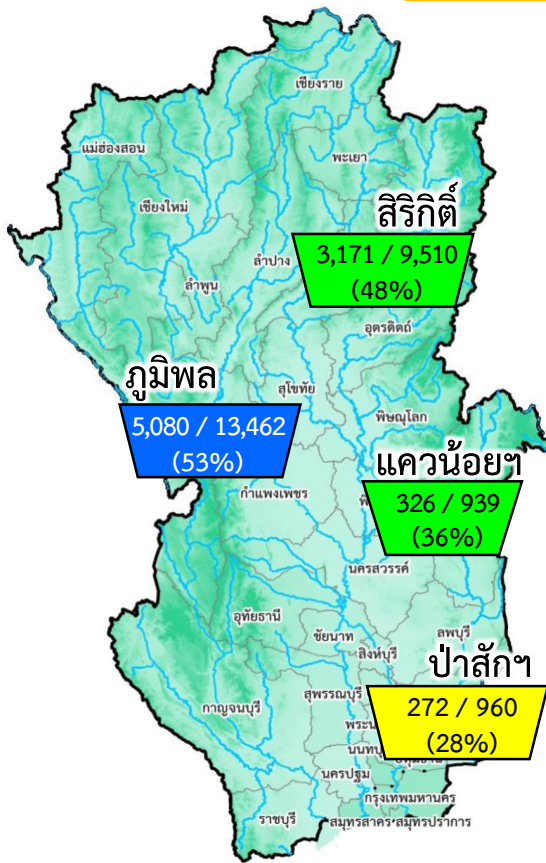 เชียงราย
แม่ฮ่องสอน
พะเยา
เชียงใหม่
สิริกิติ์
3,171 / 9,510
(48%)
ลำปาง
ลำพูน
อุตรดิตถ์
ภูมิพล
สุโขทัย
5,080 / 13,462
(53%)
พิษณุโลก
แควน้อยฯ
กำแพงเพชร
326 / 939
(36%)
นครสวรรค์
อุทัยธานี
ชัยนาท
ลพบุรี
สิงห์บุรี
ป่าสักฯ
สุพรรณบุรี
กาญจนบุรี
272 / 960
(28%)
นครปฐม
กรุงเทพมหานคร
ราชบุรี
สมุทรสาคร สมุทรปราการ